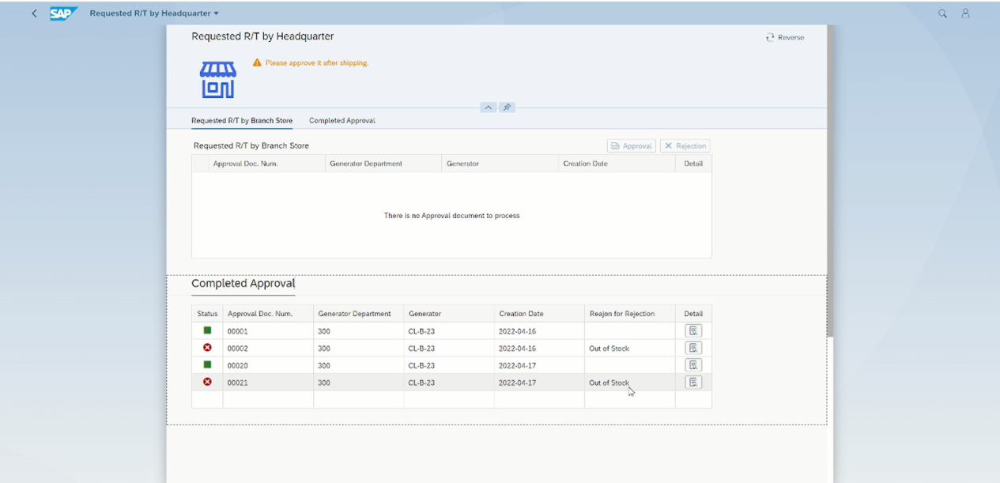 SAP Requested R/T by Headquarter
Requested R/T by Headquarter
Reverse
Please approve it after shipping.
Requested R/T by Branch Store Completed Approval
Requested R/T by Branch Store
Approval Rejection
Approval Doc. Num. Generator Department Generator Creation Date Detail
There is no Approval document to process
Completed Approval
Status Approval Doc. Num. Generator Department Generator Creation Date Reajon for Rejection Detail
00001 300 CL-B-23 2022-04-16
00002 300 CL-B-23 2022-04-16 Out of Stock
00020 300 CL-B-23 2022-04-17
00021 300 CL-B-23 2022-04-17 Out of Stock